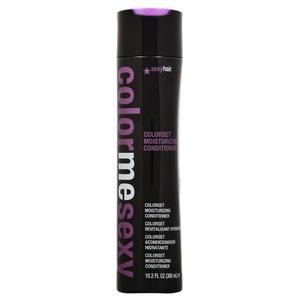 sexyhair
colormesexy
COLORSET
MOISTURIZING
CONDITIONER
COLORSET
MOISTURIZING
CONDITIONER
COLORSET
REVITALISANT HYDRATANT
COLORSET
ACONDICIONADOR
HIDRATANTE
COLORSET
MOISTURIZING
CONDITIONER
10.2 FL OZ (300 mL)